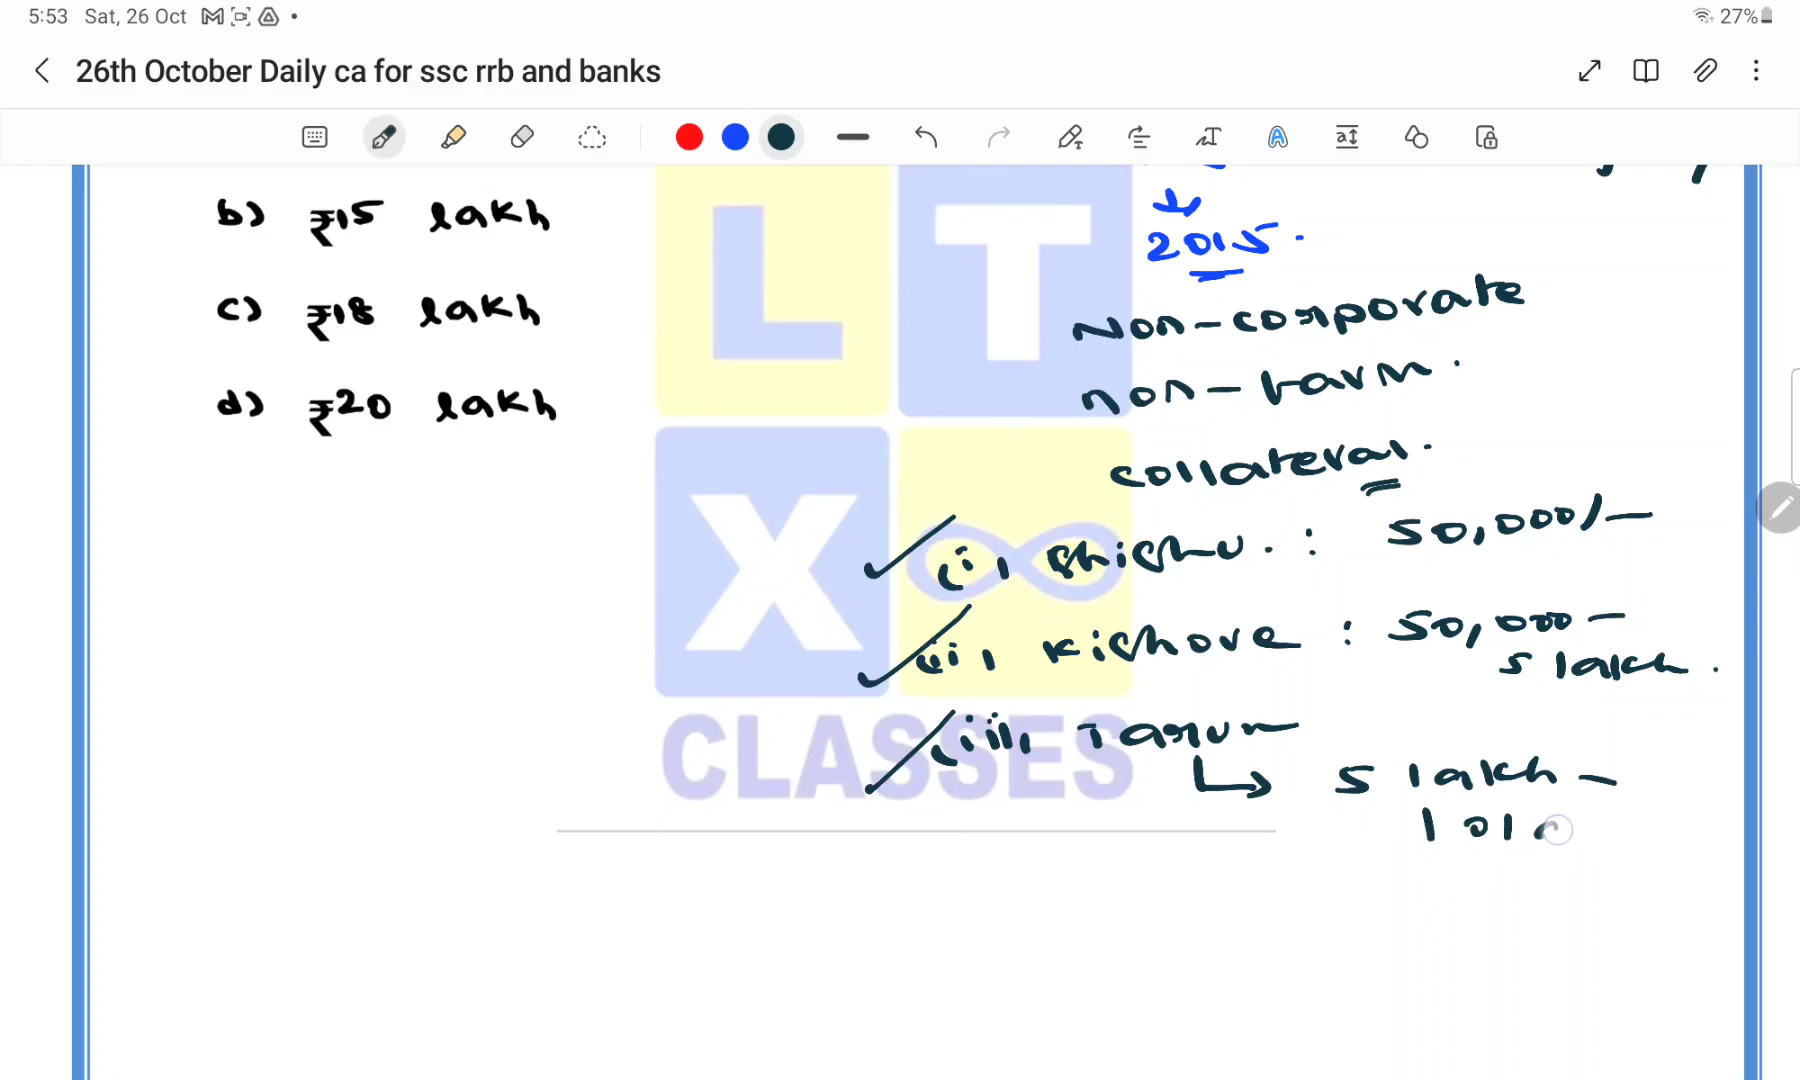 5:53 Sat, 26 Oct
27%
26th October Daily ca for ssc rrb and banks
b) ₹15 lakh
c) ₹18 lakh
d) ₹20 lakh
2015.
Non-corporate
non-farm.
collateral.
(i) Shishu. : 50,000/-
(ii) Kishore : 50,000 -
5 lakh.
(iii) Tarun
5 lakh -
10 l
LTX
CLASSES